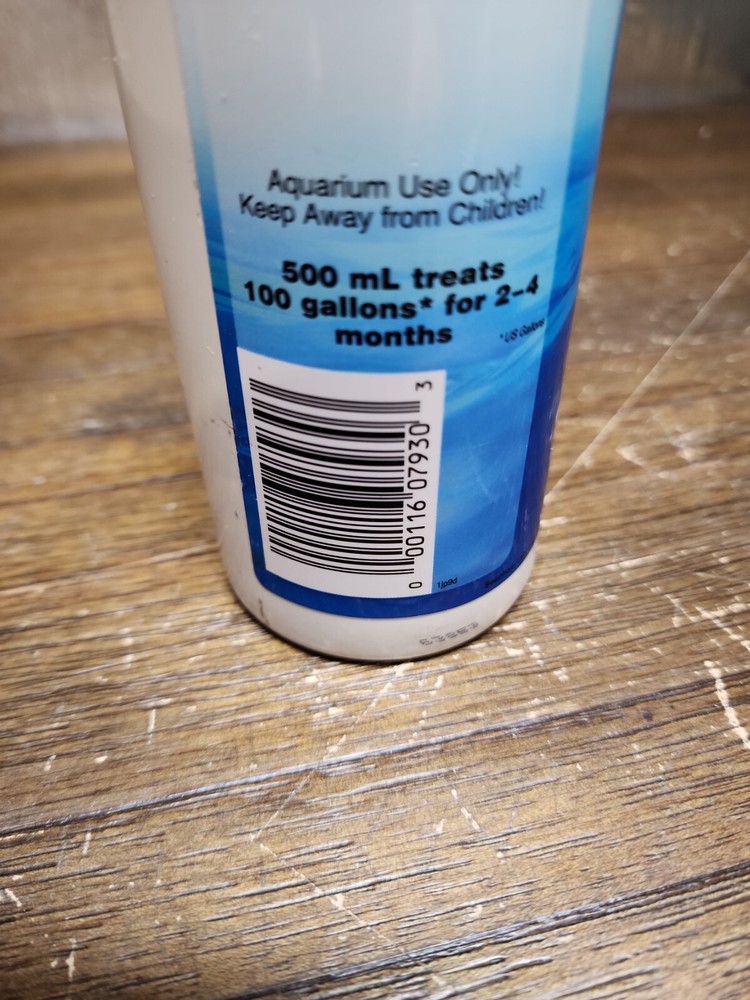 Aquarium Use Only!
Keep Away from Children!
500 mL treats
100 gallons* for 2-4
months
*US Gallons
0 00116 07930 3
1jp9d